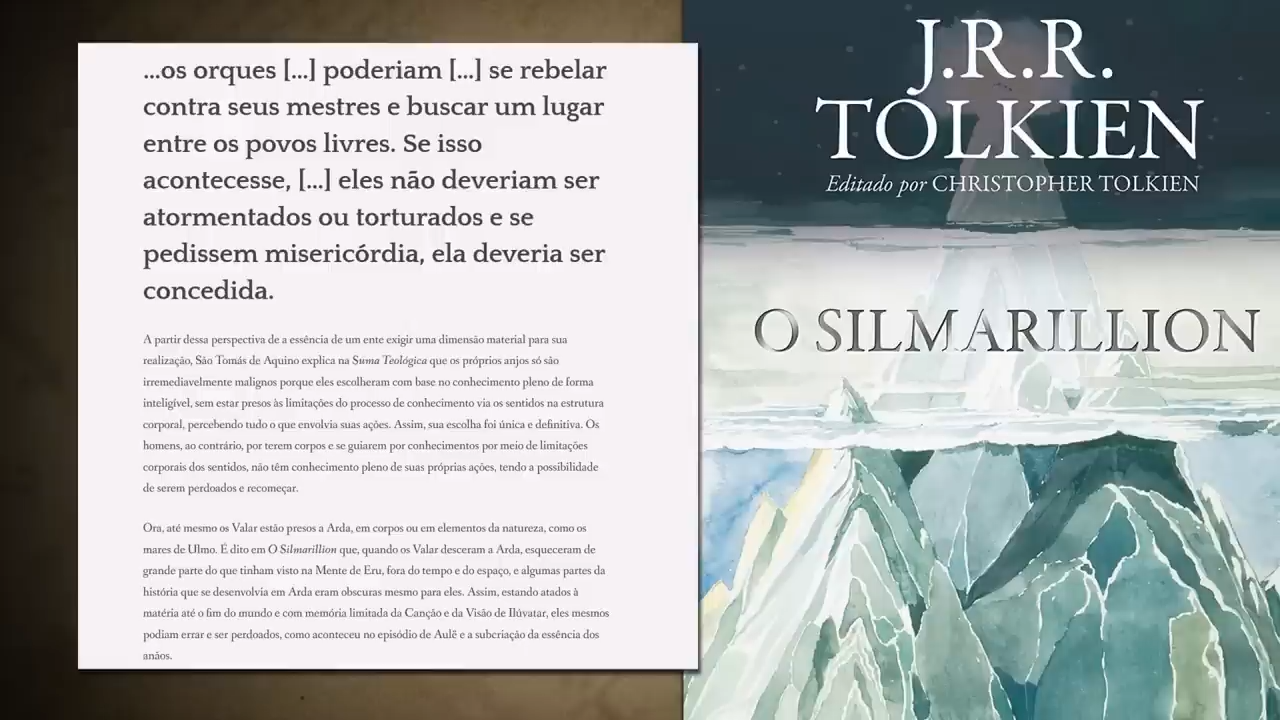 ...os orques [...] poderiam [...] se rebelar
contra seus mestres e buscar um lugar
entre os povos livres. Se isso
acontecesse, [...] eles não deveriam ser
atormentados ou torturados e se
pedissem misericórdia, ela deveria ser
concedida.
A partir dessa perspectiva de a essência de um ente exigir uma dimensão material para sua
realização, São Tomás de Aquino explica na Suma Teológica que os próprios anjos só são
irremediavelmente malignos porque eles escolheram com base no conhecimento pleno de forma
inteligível, sem estar presos às limitações do processo de conhecimento via os sentidos na estrutura
corporal, percebendo tudo o que envolvia suas ações. Assim, sua escolha foi única e definitiva. Os
homens, ao contrário, por terem corpos e se guiarem por conhecimentos por meio de limitações
corporais dos sentidos, não têm conhecimento pleno de suas próprias ações, tendo a possibilidade
de serem perdoados e recomeçar.
Ora, até mesmo os Valar estão presos a Arda, em corpos ou em elementos da natureza, como os
mares de Ulmo. É dito em O Silmarillion que, quando os Valar desceram a Arda, esqueceram de
grande parte do que tinham visto na Mente de Eru, fora do tempo e do espaço, e algumas partes da
história que se desenvolvia em Arda eram obscuras mesmo para eles. Assim, estando atados à
matéria até o fim do mundo e com memória limitada da Canção e da Visão de Ilúvatar, eles mesmos
podiam errar e ser perdoados, como aconteceu no episódio de Aulë e a subcriação da essência dos
anãos.
J.R.R.
TOLKIEN
Editado por CHRISTOPHER TOLKIEN
O SILMARILLION